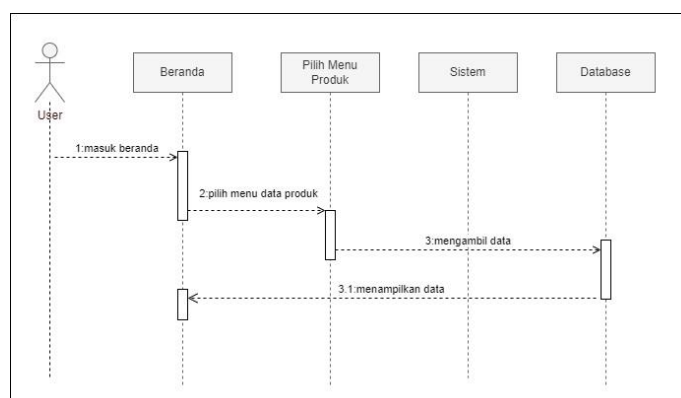 Beranda
Pilih Menu
Produk
Sistem
Database
User
1:masuk beranda
2:pilih menu data produk
3:mengambil data
3.1:menampilkan data